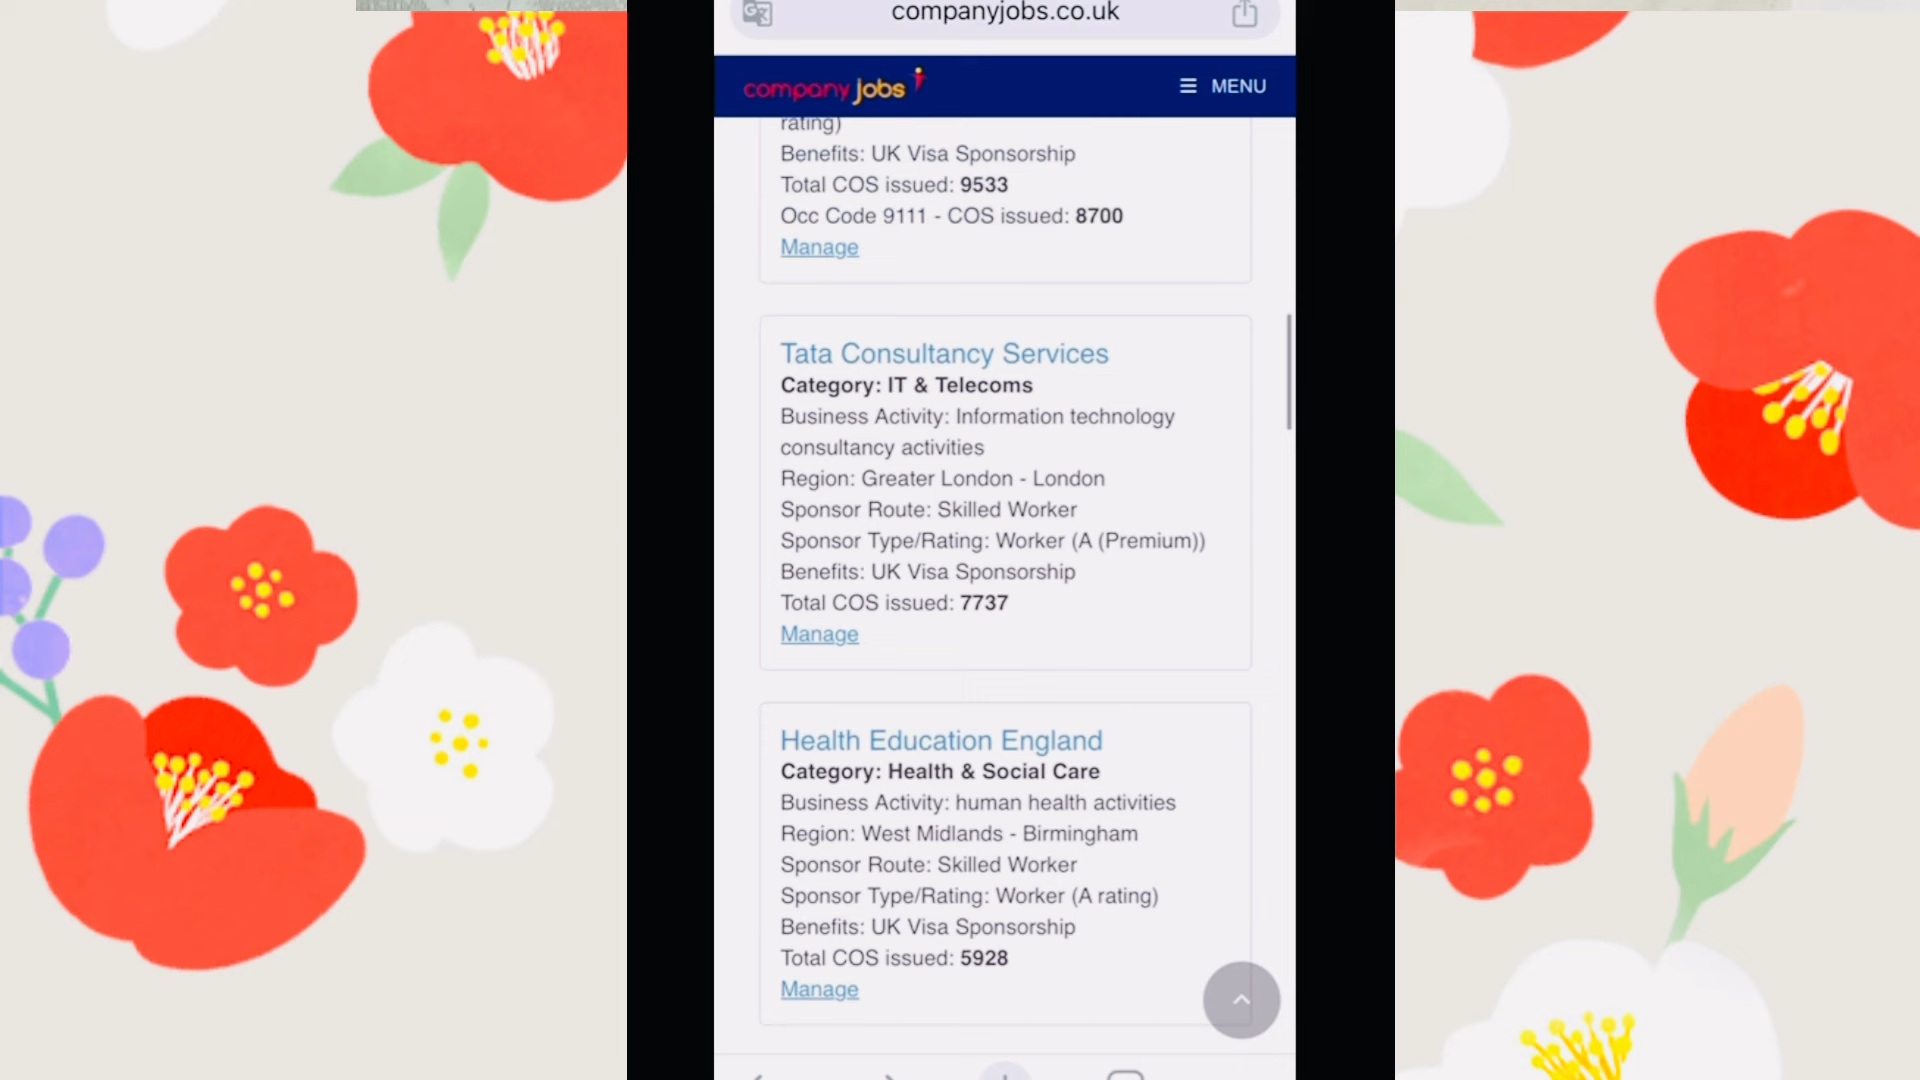 companyjobs.co.uk
company jobs
MENU
rating)
Benefits: UK Visa Sponsorship
Total COS issued: 9533
Occ Code 9111 - COS issued: 8700
Manage
Tata Consultancy Services
Category: IT & Telecoms
Business Activity: Information technology
consultancy activities
Region: Greater London - London
Sponsor Route: Skilled Worker
Sponsor Type/Rating: Worker (A (Premium))
Benefits: UK Visa Sponsorship
Total COS issued: 7737
Manage
Health Education England
Category: Health & Social Care
Business Activity: human health activities
Region: West Midlands - Birmingham
Sponsor Route: Skilled Worker
Sponsor Type/Rating: Worker (A rating)
Benefits: UK Visa Sponsorship
Total COS issued: 5928
Manage